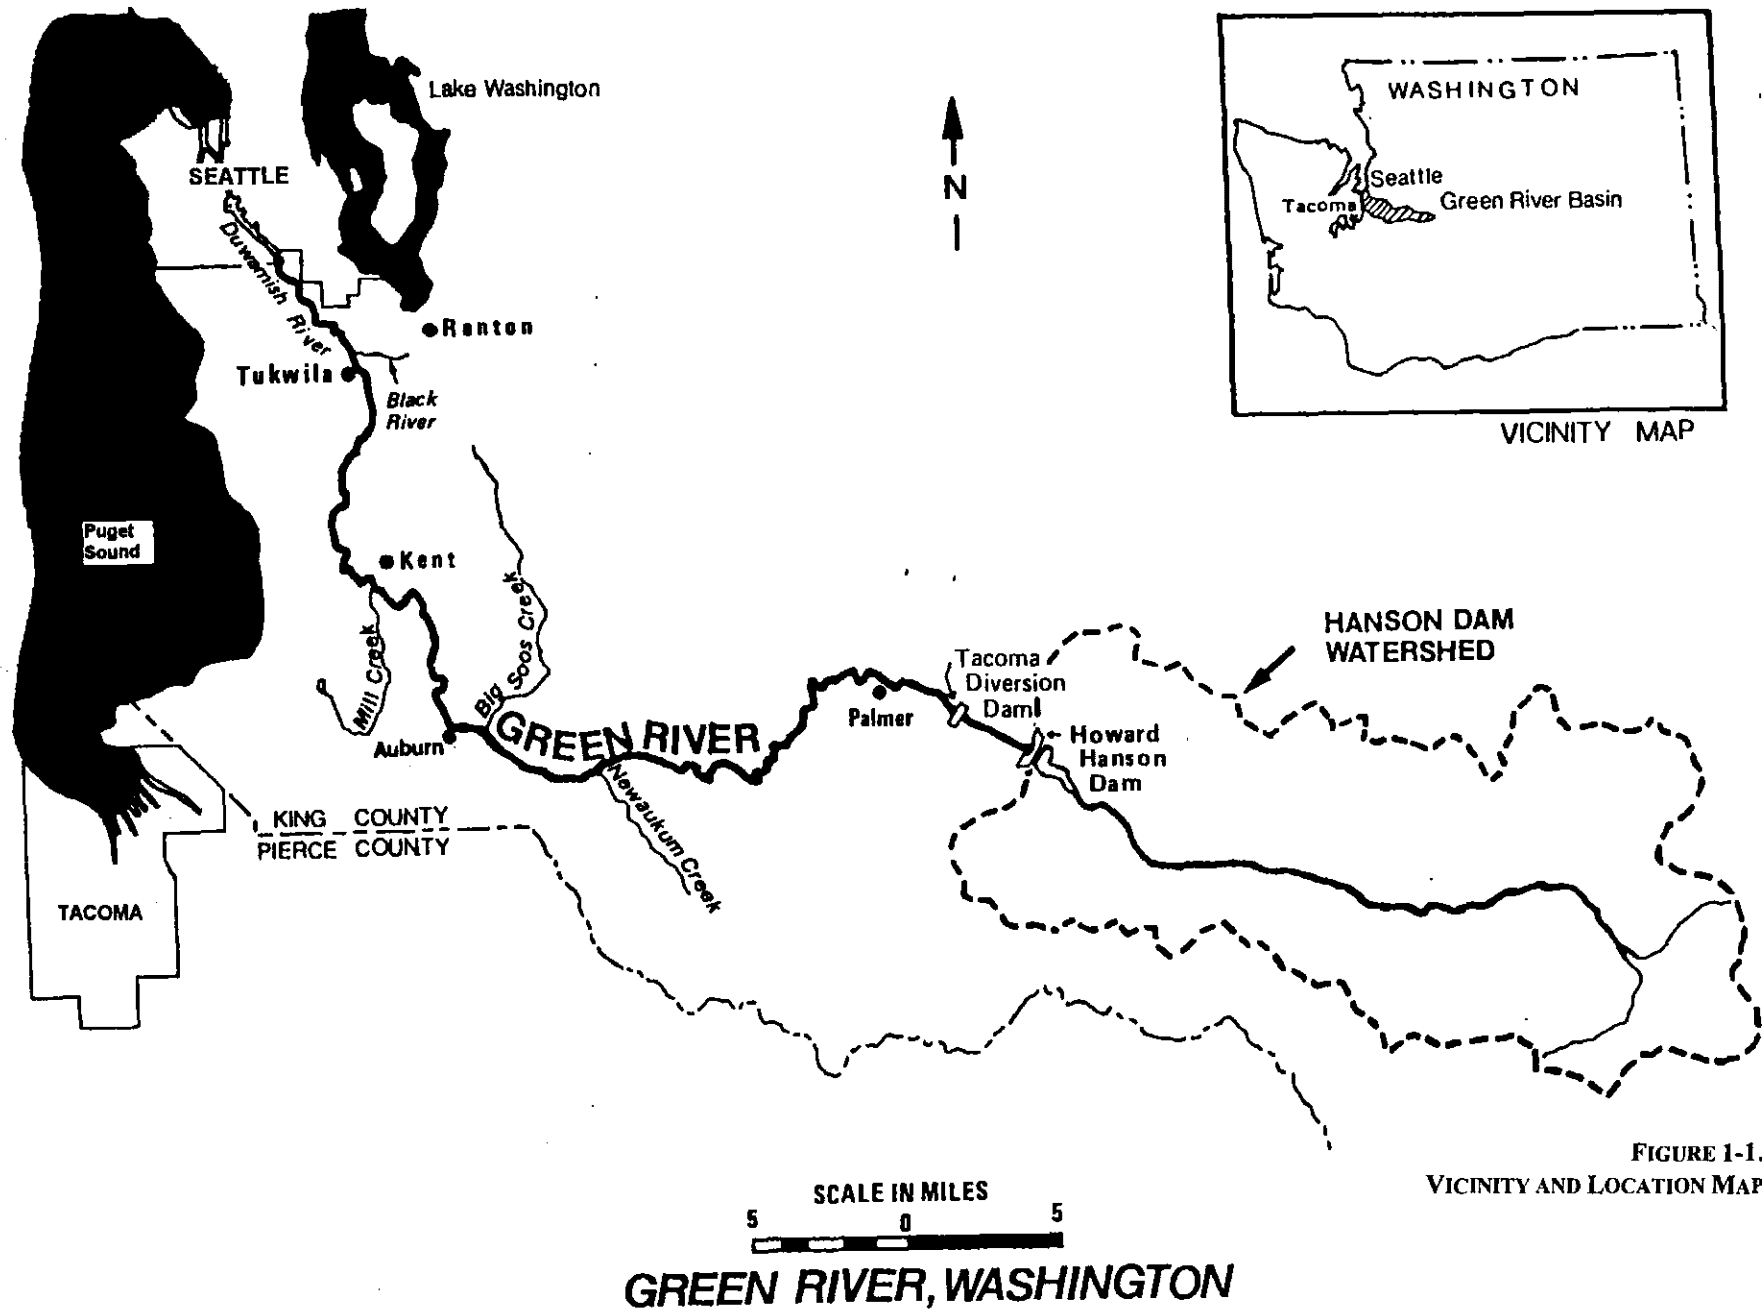 Lake Washington
SEATTLE
Duwamish River
Renton
Tukwila
Black
River
Puget
Sound
Kent
Mill Creek
Big Soos Creek
Auburn
GREEN RIVER
Newaukum Creek
Palmer
Tacoma
Diversion
Dam
Howard
Hanson
Dam
HANSON DAM
WATERSHED
KING COUNTY
PIERCE COUNTY
TACOMA
N
WASHINGTON
Seattle
Tacoma
Green River Basin
VICINITY MAP
FIGURE 1-1.
VICINITY AND LOCATION MAP
SCALE IN MILES
5 0 5
GREEN RIVER, WASHINGTON